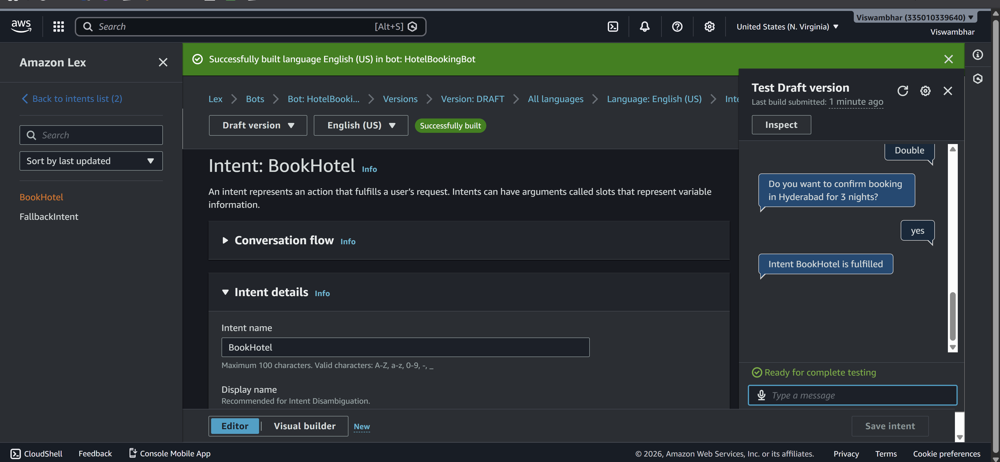 aws
Search
[Alt+S]
United States (N. Virginia)
Viswambhar (335010339640)
Viswambhar
Amazon Lex
Back to intents list (2)
Search
Sort by last updated
BookHotel
FallbackIntent
Successfully built language English (US) in bot: HotelBookingBot
Lex
Bots
Bot: HotelBooki...
Versions
Version: DRAFT
All languages
Language: English (US)
Inte
Draft version
English (US)
Successfully built
Intent: BookHotel Info
An intent represents an action that fulfills a user’s request. Intents can have arguments called slots that represent variable
information.
Conversation flow Info
Intent details Info
Intent name
BookHotel
Maximum 100 characters. Valid characters: A-Z, a-z, 0-9, -, _
Display name
Recommended for Intent Disambiguation.
Editor
Visual builder
New
Save intent
Test Draft version
Last build submitted: 1 minute ago
Inspect
Double
Do you want to confirm booking
in Hyderabad for 3 nights?
yes
Intent BookHotel is fulfilled
Ready for complete testing
Type a message
CloudShell
Feedback
Console Mobile App
© 2026, Amazon Web Services, Inc. or its affiliates.
Privacy
Terms
Cookie preferences